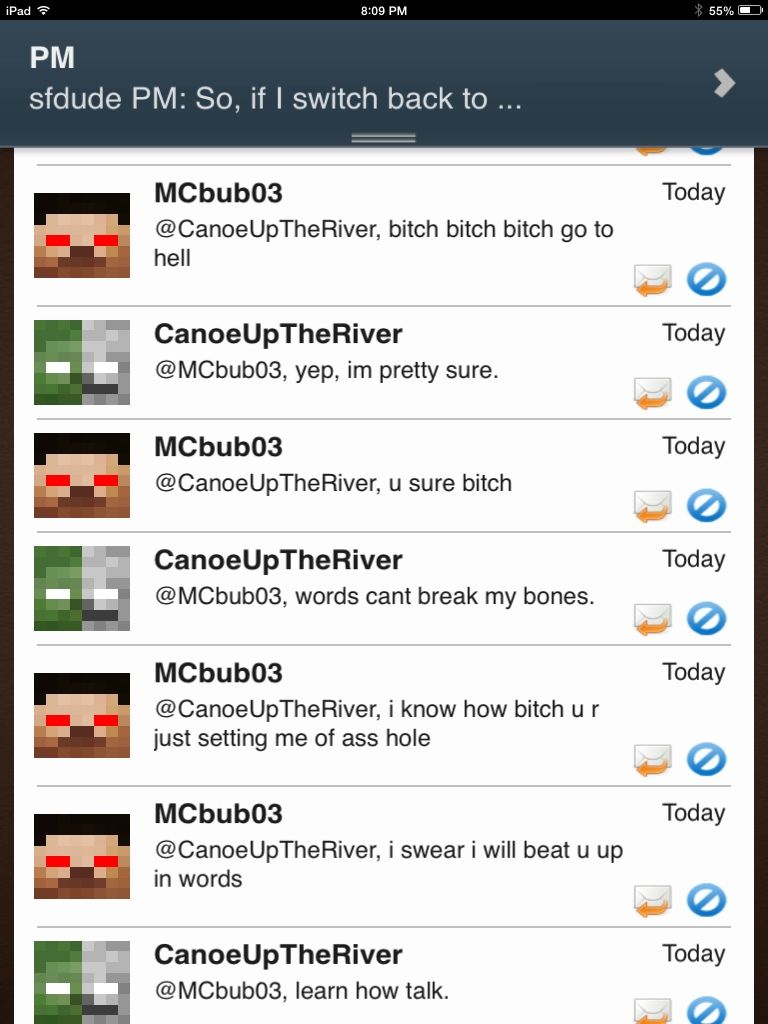 iPad 8:09 PM 55%
PM
sfdude PM: So, if I switch back to ...
MCbub03 Today
@CanoeUpTheRiver, bitch bitch bitch go to
hell
CanoeUpTheRiver Today
@MCbub03, yep, im pretty sure.
MCbub03 Today
@CanoeUpTheRiver, u sure bitch
CanoeUpTheRiver Today
@MCbub03, words cant break my bones.
MCbub03 Today
@CanoeUpTheRiver, i know how bitch u r
just setting me of ass hole
MCbub03 Today
@CanoeUpTheRiver, i swear i will beat u up
in words
CanoeUpTheRiver Today
@MCbub03, learn how talk.